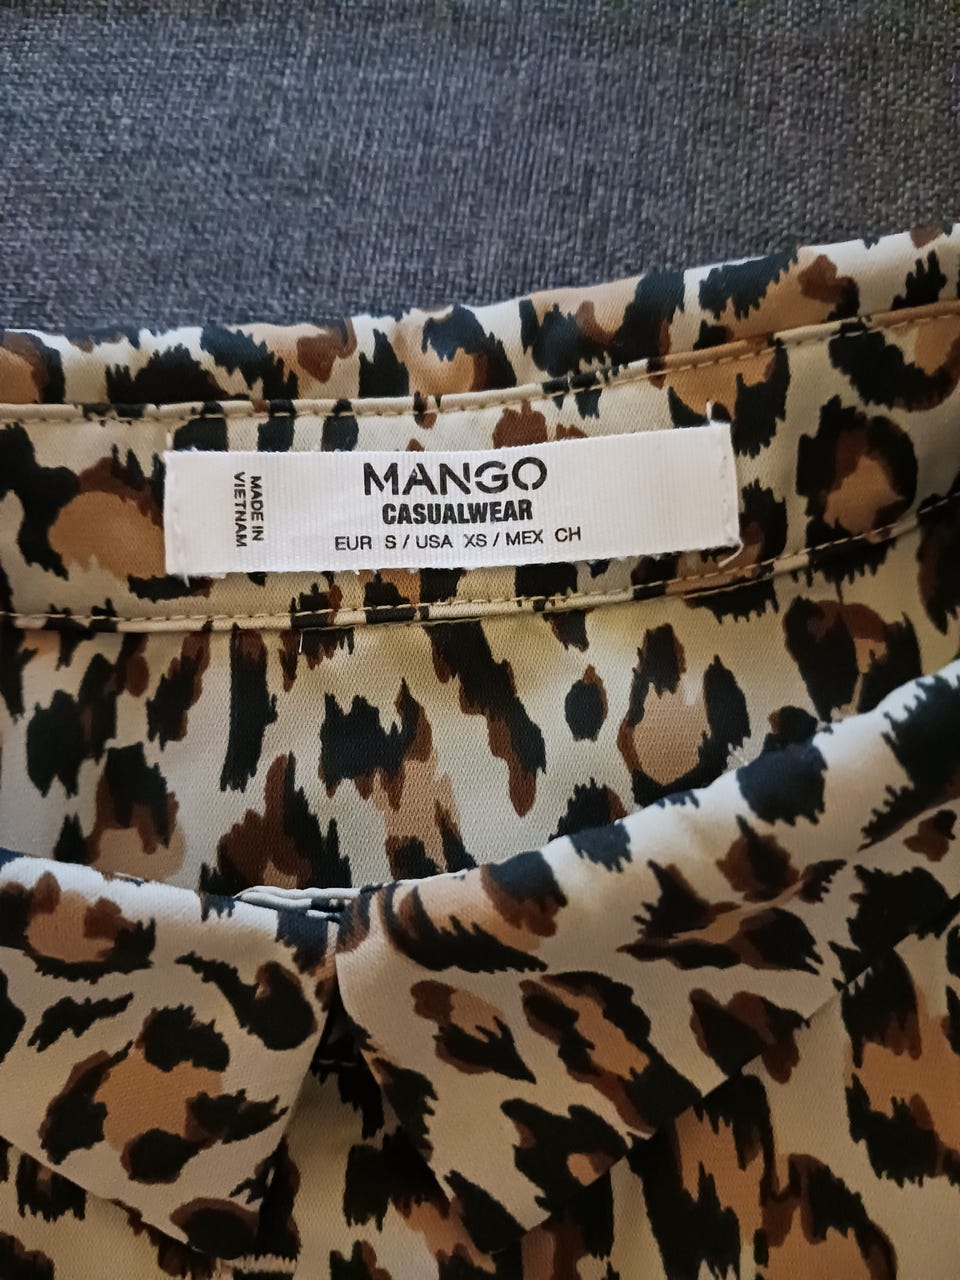 MANGO
CASUALWEAR
EUR S / USA XS / MEX CH
MADE IN
VIETNAM